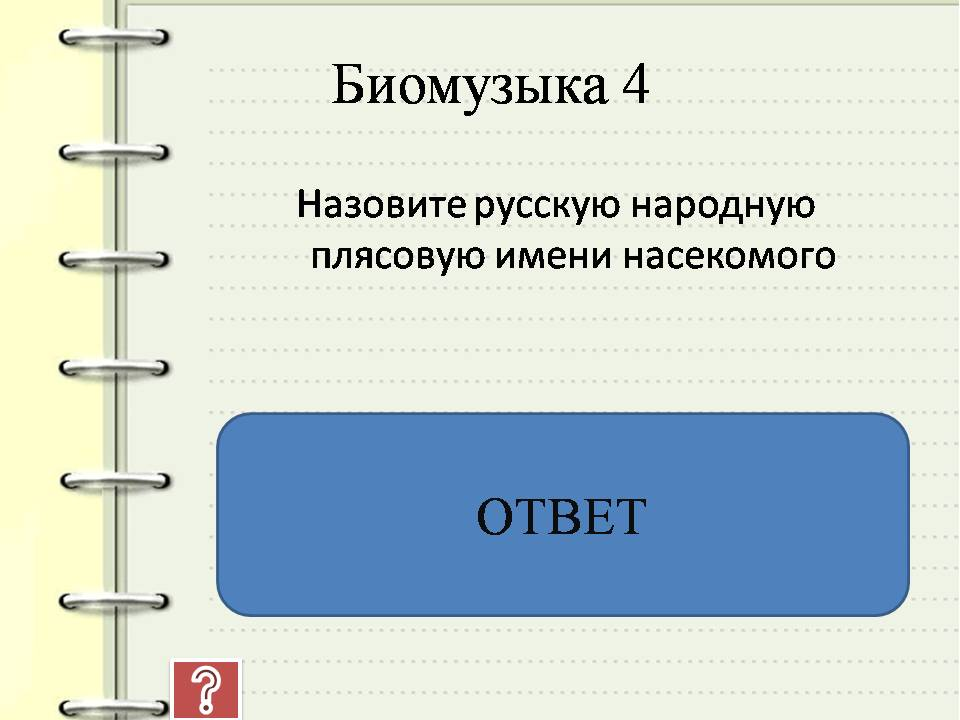 Биомузыка 4
Назовите русскую народную
плясовую имени насекомого
ОТВЕТ
?